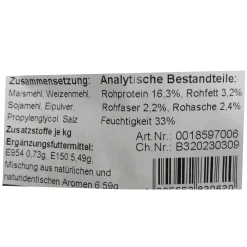 Zusammensetzung:
Maismehl, Weizenmehl,
Sojamehl, Eipulver,
Propylenglycol, Salz
Zusatzstoffe je kg
Ergänzungsfuttermittel:
E954 0,73g, E150 5,49g,
Mischung aus natürlichen und
naturidentischen Aromen 6,59g
Analytische Bestandteile:
Rohprotein 16,3%, Rohfett 3,2%
Rohfaser 2,2%, Rohasche 2,4%
Feuchtigkeit 33%
Art.Nr.: 0018597006
Ch.Nr.: B320230309